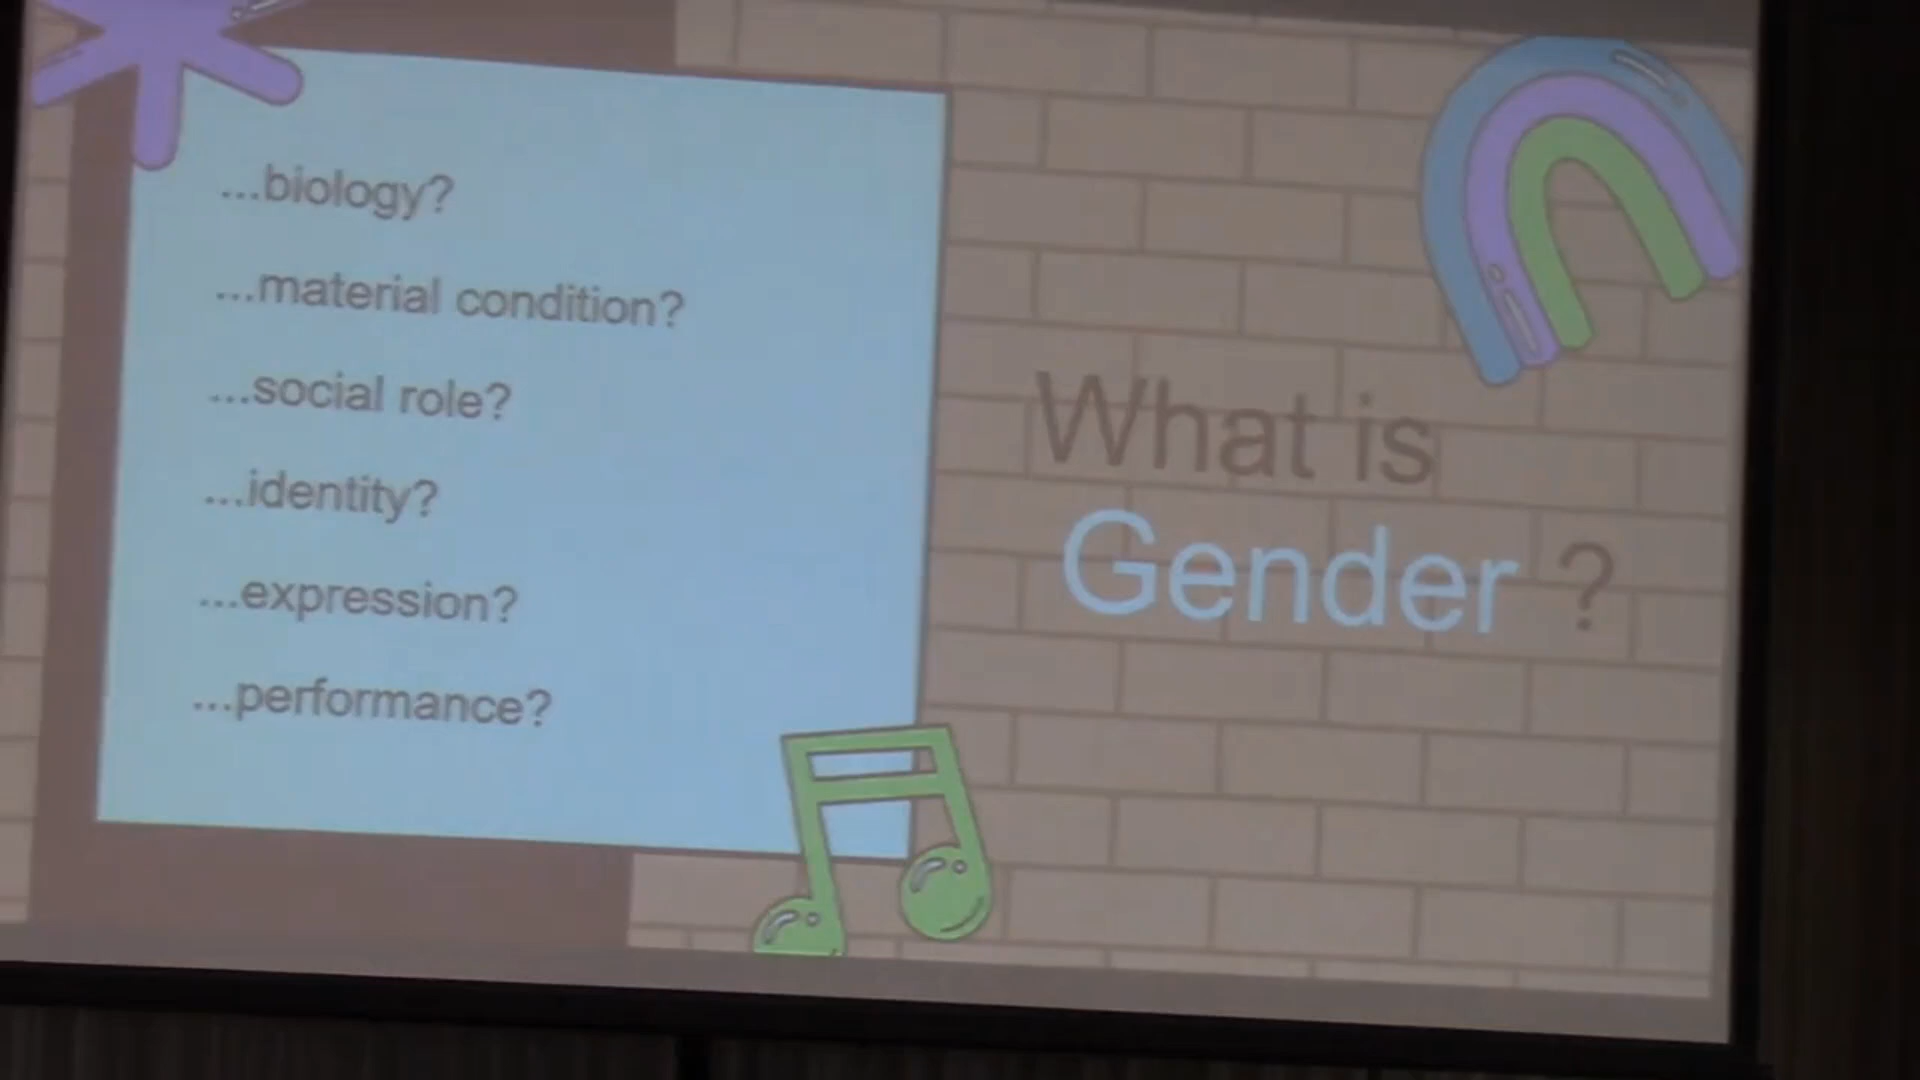 ...biology?
...material condition?
...social role?
...identity?
...expression?
...performance?
What is
Gender ?